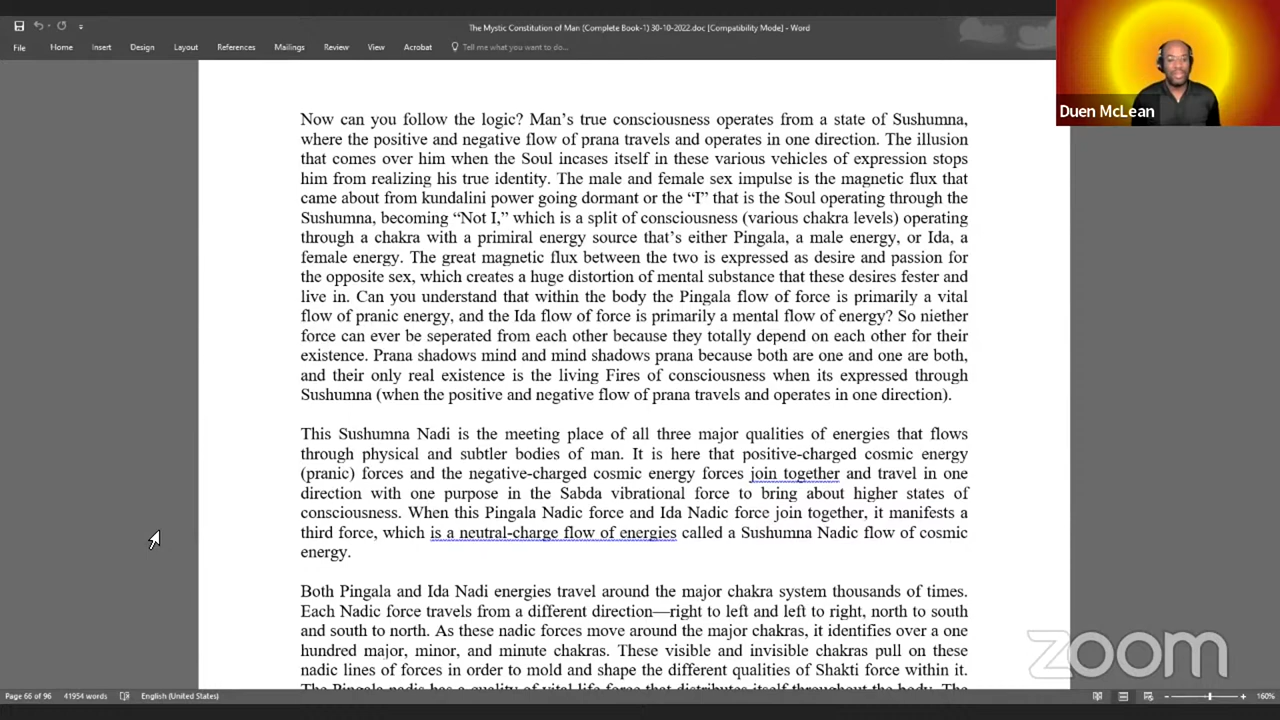 The Mystic Constitution of Man (Complete Book-1) 30-10-2022.doc [Compatibility Mode] - Word
File Home Insert Design Layout References Mailings Review View Acrobat Tell me what you want to do...
Duen McLean
Now can you follow the logic? Man's true consciousness operates from a state of Sushumna,
where the positive and negative flow of prana travels and operates in one direction. The illusion
that comes over him when the Soul incases itself in these various vehicles of expression stops
him from realizing his true identity. The male and female sex impulse is the magnetic flux that
came about from kundalini power going dormant or the “I” that is the Soul operating through the
Sushumna, becoming “Not I,” which is a split of consciousness (various chakra levels) operating
through a chakra with a primiral energy source that's either Pingala, a male energy, or Ida, a
female energy. The great magnetic flux between the two is expressed as desire and passion for
the opposite sex, which creates a huge distortion of mental substance that these desires fester and
live in. Can you understand that within the body the Pingala flow of force is primarily a vital
flow of pranic energy, and the Ida flow of force is primarily a mental flow of energy? So niether
force can ever be seperated from each other because they totally depend on each other for their
existence. Prana shadows mind and mind shadows prana because both are one and one are both,
and their only real existence is the living Fires of consciousness when its expressed through
Sushumna (when the positive and negative flow of prana travels and operates in one direction).
This Sushumna Nadi is the meeting place of all three major qualities of energies that flows
through physical and subtler bodies of man. It is here that positive-charged cosmic energy
(pranic) forces and the negative-charged cosmic energy forces join together and travel in one
direction with one purpose in the Sabda vibrational force to bring about higher states of
consciousness. When this Pingala Nadic force and Ida Nadic force join together, it manifests a
third force, which is a neutral-charge flow of energies called a Sushumna Nadic flow of cosmic
energy.
Both Pingala and Ida Nadi energies travel around the major chakra system thousands of times.
Each Nadic force travels from a different direction—right to left and left to right, north to south
and south to north. As these nadic forces move around the major chakras, it identifies over a one
hundred major, minor, and minute chakras. These visible and invisible chakras pull on these
nadic lines of forces in order to mold and shape the different qualities of Shakti force within it.
The Pingala nadis has a quality of vital life force that distributes itself throughout the body. The
zoom
Page 66 of 96 41954 words English (United States) 160%